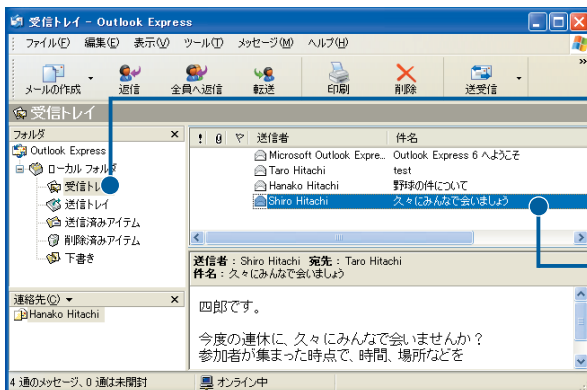 受信トレイ - Outlook Express
ファイル(F) 編集(E) 表示(V) ツール(T) メッセージ(M) ヘルプ(H)
メールの作成 返信 全員へ返信 転送 印刷 削除 送受信
受信トレイ
フォルダ
Outlook Express
ローカル フォルダ
受信トレイ
送信トレイ
送信済みアイテム
削除済みアイテム
下書き
連絡先(C)
Hanako Hitachi
送信者 件名
Microsoft Outlook Expre... Outlook Express 6 へようこそ
Taro Hitachi test
Hanako Hitachi 野球の件について
Shiro Hitachi 久々にみんなで会いましょう
送信者：Shiro Hitachi 宛先：Taro Hitachi
件名：久々にみんなで会いましょう
四郎です。
今度の連休に、久々にみんなで会いませんか？
参加者が集まった時点で、時間、場所などを
4 通のメッセージ、0 通は未開封 オンライン中